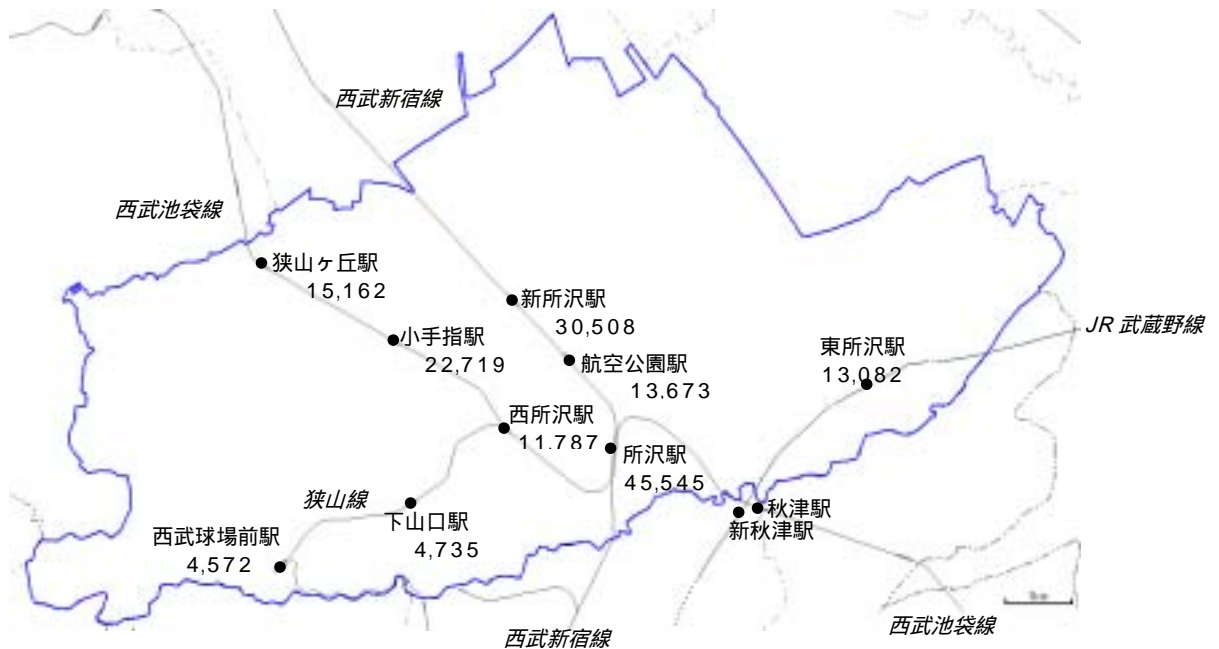 西武新宿線
西武池袋線
狭山ヶ丘駅
15,162
新所沢駅
30,508
JR 武蔵野線
小手指駅
22,719
航空公園駅
13,673
東所沢駅
13,082
西所沢駅
11,787
所沢駅
45,545
狭山線
下山口駅
4,735
秋津駅
新秋津駅
西武球場前駅
4,572
西武新宿線
西武池袋線